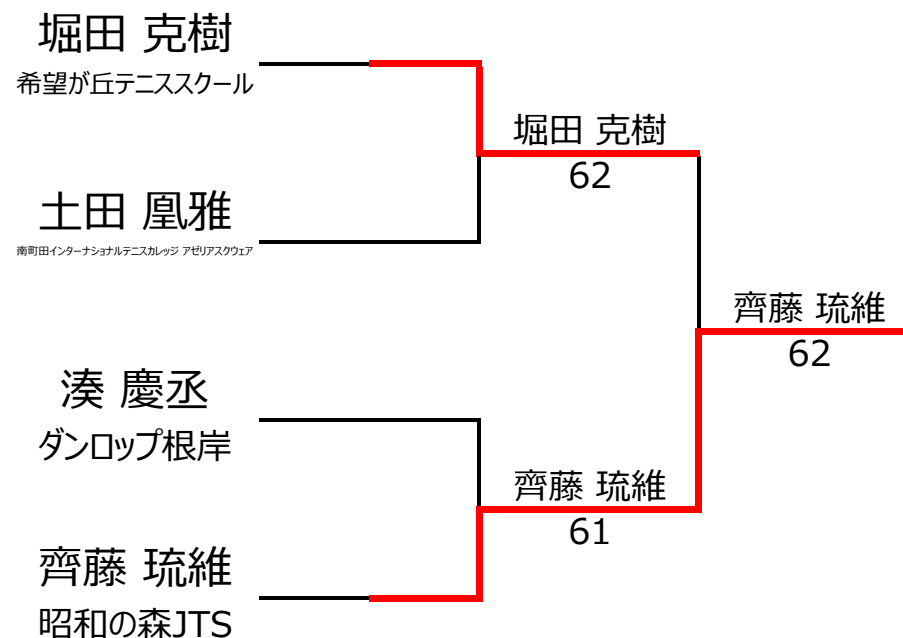 堀田 克樹
希望が丘テニススクール
堀田 克樹
62
土田 凰雅
南町田インターナショナルテニスカレッジ アゼリアスクウェア
齊藤 琉維
62
湊 慶丞
ダンロップ根岸
齊藤 琉維
61
齊藤 琉維
昭和の森JTS